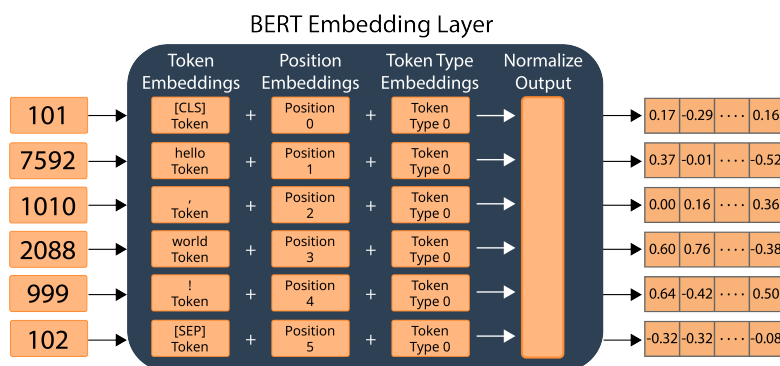 BERT Embedding Layer
Token Position Token Type Normalize
Embeddings Embeddings Embeddings Output
101 [CLS] Token + Position 0 + Token Type 0 0.17 -0.29 ···· 0.16
7592 hello Token + Position 1 + Token Type 0 0.37 -0.01 ···· -0.52
1010 , Token + Position 2 + Token Type 0 0.00 0.16 ···· 0.36
2088 world Token + Position 3 + Token Type 0 0.60 0.76 ···· -0.38
999 ! Token + Position 4 + Token Type 0 0.64 -0.42 ···· 0.50
102 [SEP] Token + Position 5 + Token Type 0 -0.32 -0.32 ···· -0.08